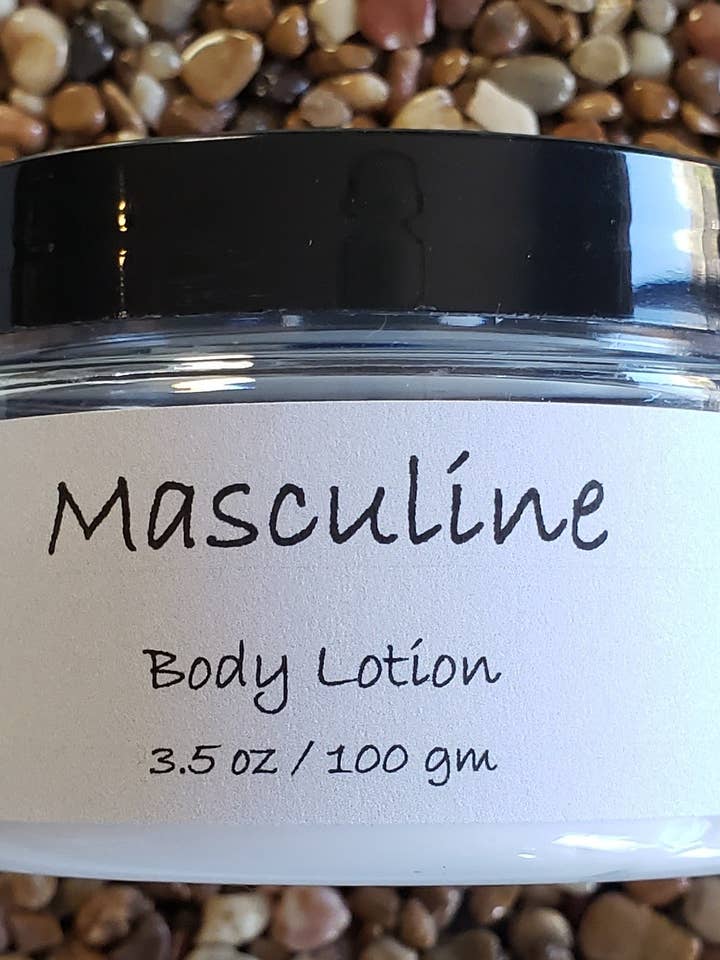 Masculine
Body Lotion
3.5 oz / 100 gm